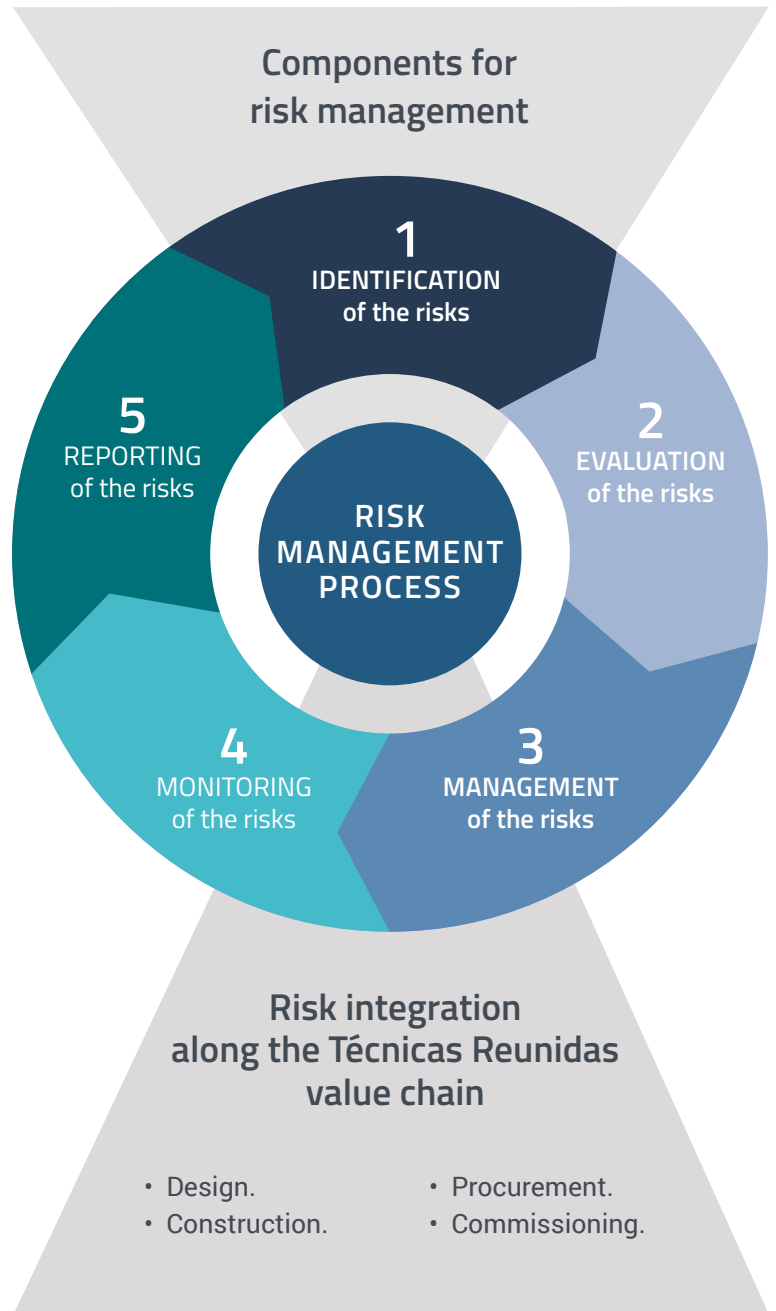 Components for
risk management
1
IDENTIFICATION
of the risks
2
EVALUATION
of the risks
3
MANAGEMENT
of the risks
4
MONITORING
of the risks
5
REPORTING
of the risks
RISK
MANAGEMENT
PROCESS
Risk integration
along the Técnicas Reunidas
value chain
• Design.
• Construction.
• Procurement.
• Commissioning.